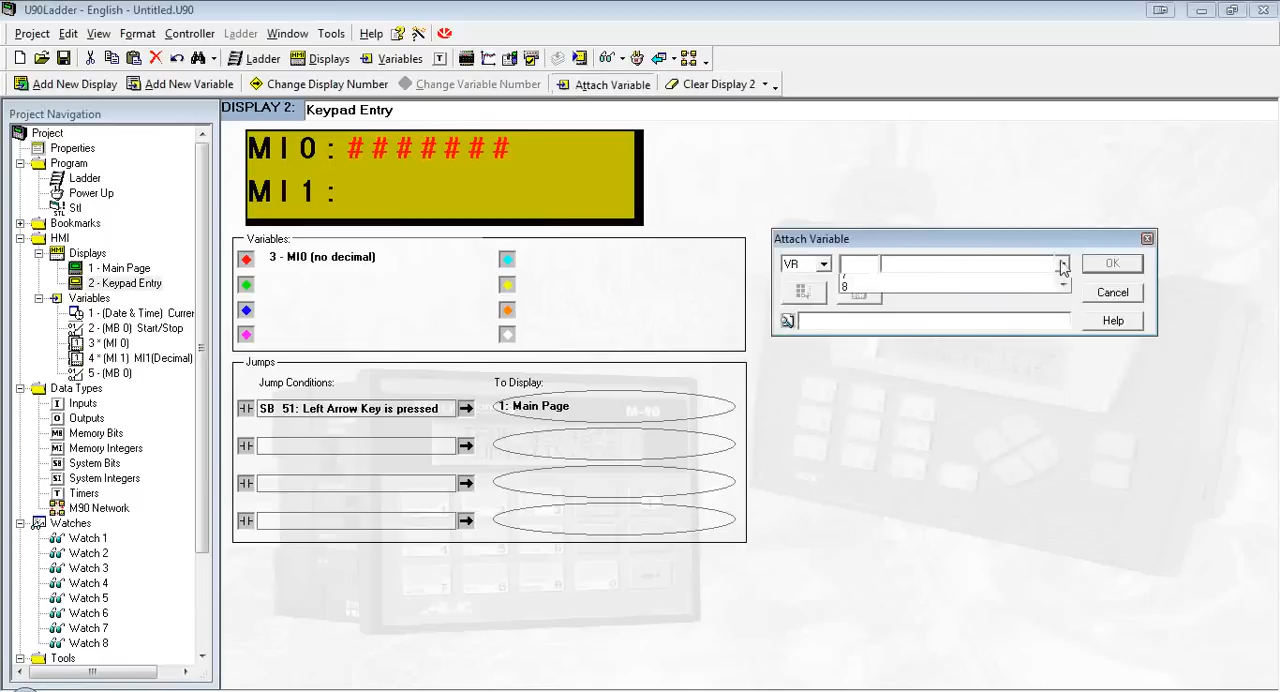 U90Ladder - English - Untitled.U90
Project Edit View Format Controller Ladder Window Tools Help
Ladder Displays Variables T
Add New Display Add New Variable Change Display Number Change Variable Number Attach Variable Clear Display 2
Project Navigation
Project
Properties
Program
Ladder
Power Up
Stl
Bookmarks
HMI
Displays
1 - Main Page
2 - Keypad Entry
Variables
1 - (Date & Time) Currer
2 - (MB 0) Start/Stop
3 * (MI 0)
4 * (MI 1) MI1(Decimal)
5 - (MB 0)
Data Types
Inputs
Outputs
Memory Bits
Memory Integers
System Bits
System Integers
Timers
M90 Network
Watches
Watch 1
Watch 2
Watch 3
Watch 4
Watch 5
Watch 6
Watch 7
Watch 8
Tools
DISPLAY 2: Keypad Entry
MI0: #######
MI1:
Variables:
3 - MI0 (no decimal)
Jumps
Jump Conditions: To Display:
SB 51: Left Arrow Key is pressed 1: Main Page
Attach Variable
VR
OK
8
Cancel
Help